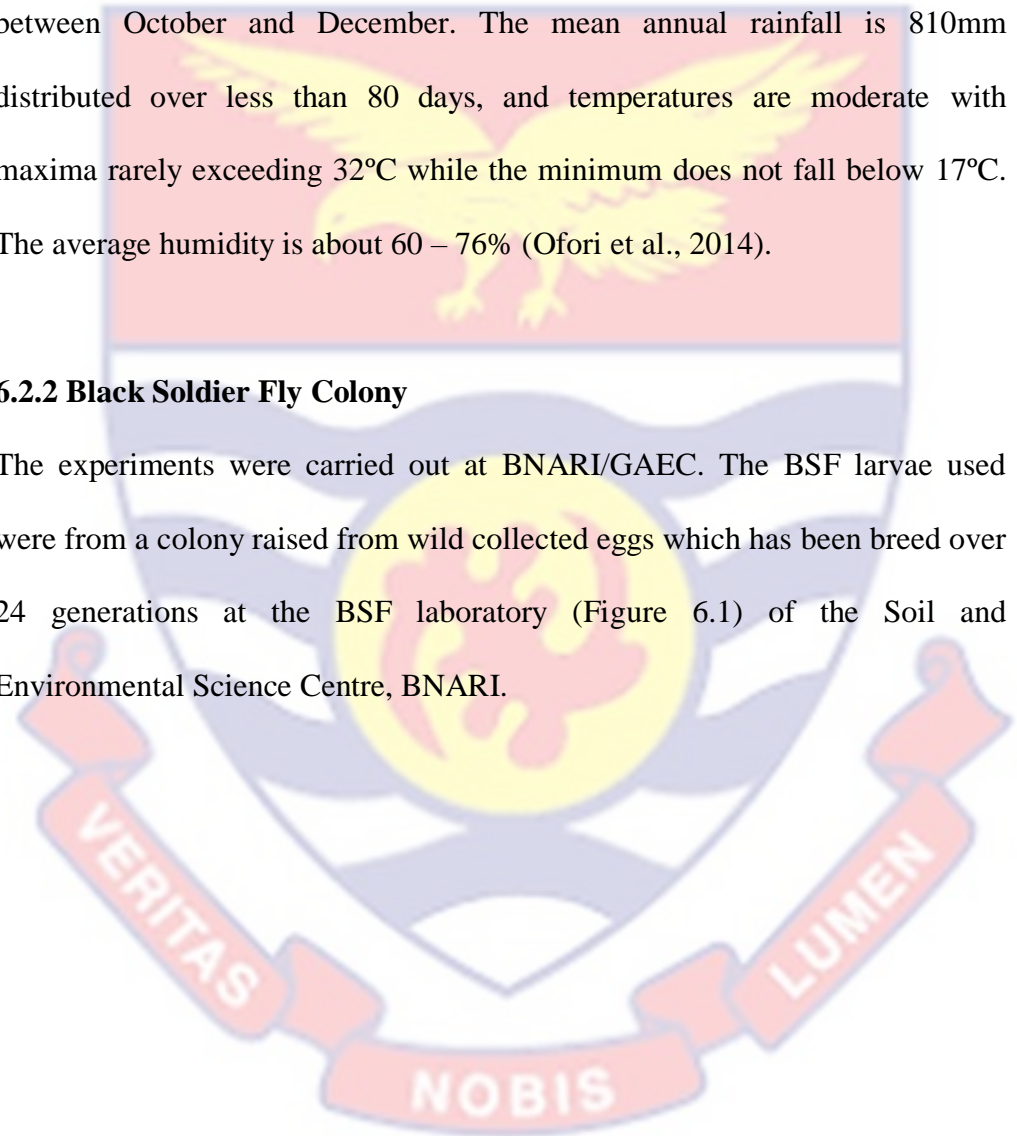 between October and December. The mean annual rainfall is 810mm
distributed over less than 80 days, and temperatures are moderate with
maxima rarely exceeding 32ºC while the minimum does not fall below 17ºC.
The average humidity is about 60 – 76% (Ofori et al., 2014).
6.2.2 Black Soldier Fly Colony
The experiments were carried out at BNARI/GAEC. The BSF larvae used
were from a colony raised from wild collected eggs which has been breed over
24 generations at the BSF laboratory (Figure 6.1) of the Soil and
Environmental Science Centre, BNARI.
VERITAS
NOBIS
LUMEN